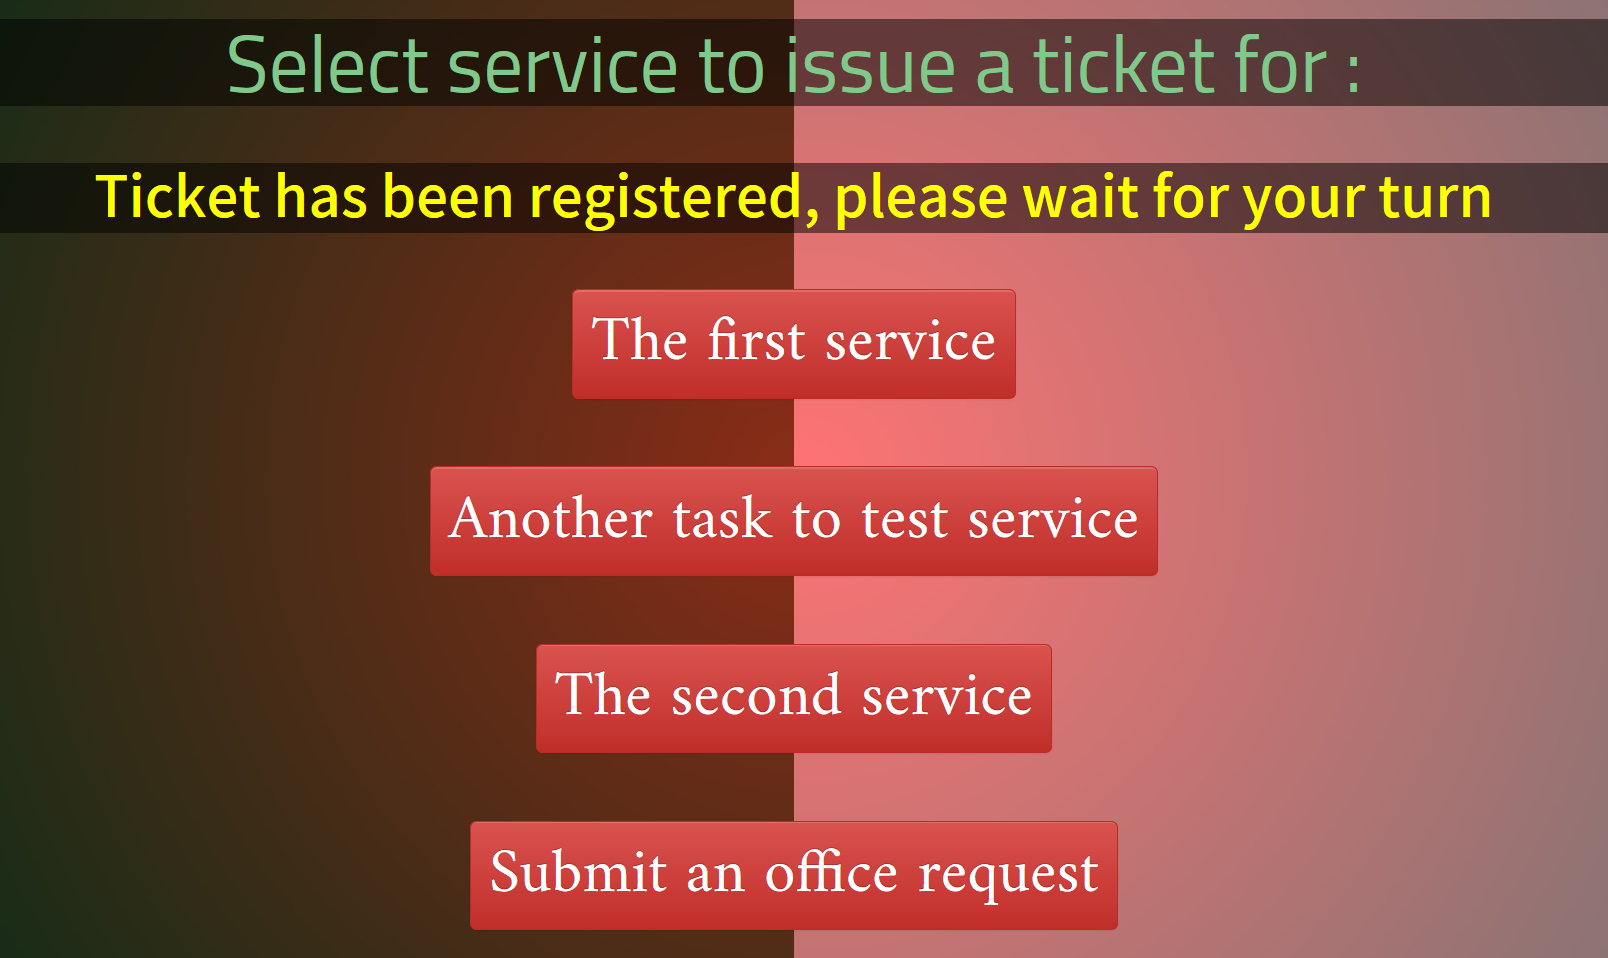 Select service to issue a ticket for :
Ticket has been registered, please wait for your turn
The first service
Another task to test service
The second service
Submit an office request